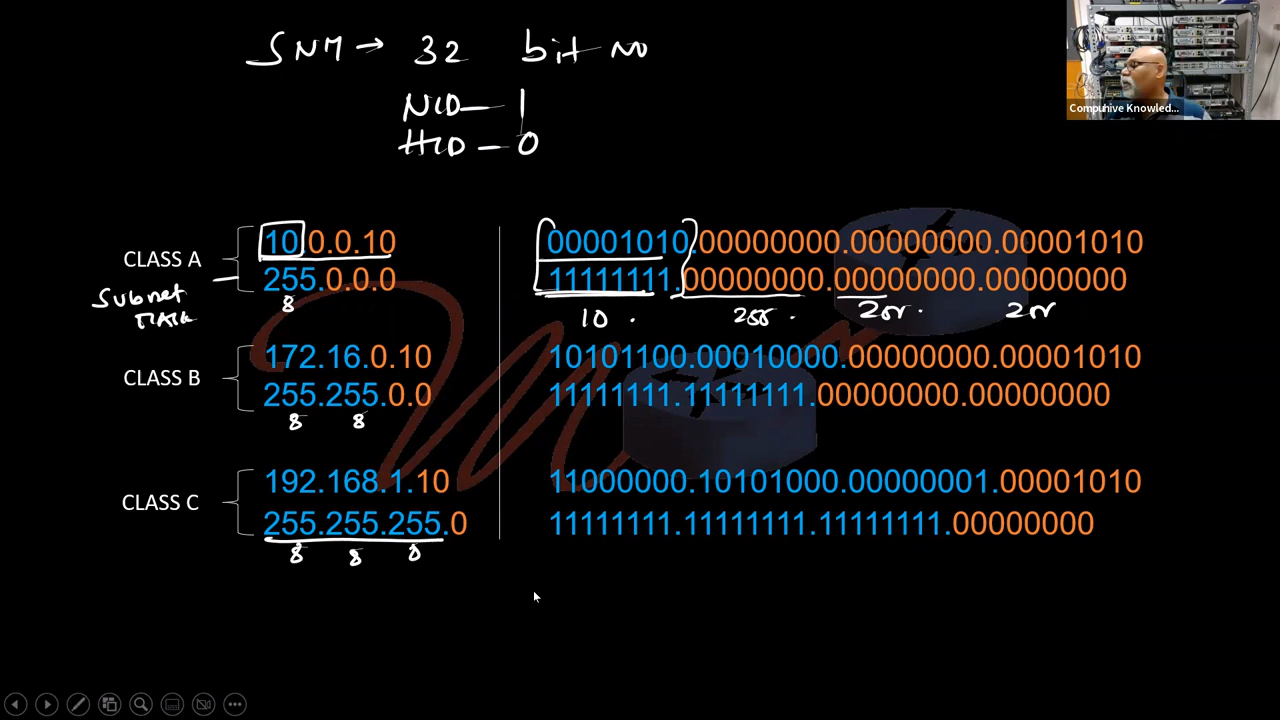 SNM → 32 bit no
NID — 1
HID — 0
Compuhive Knowled...
CLASS A
10.0.0.10
00001010.00000000.00000000.00001010
255.0.0.0
11111111.00000000.00000000.00000000
Subnet
Mask
8
10 . 255 . 255 . 255
CLASS B
172.16.0.10
10101100.00010000.00000000.00001010
255.255.0.0
11111111.11111111.00000000.00000000
8 8
CLASS C
192.168.1.10
11000000.10101000.00000001.00001010
255.255.255.0
11111111.11111111.11111111.00000000
8 8 8